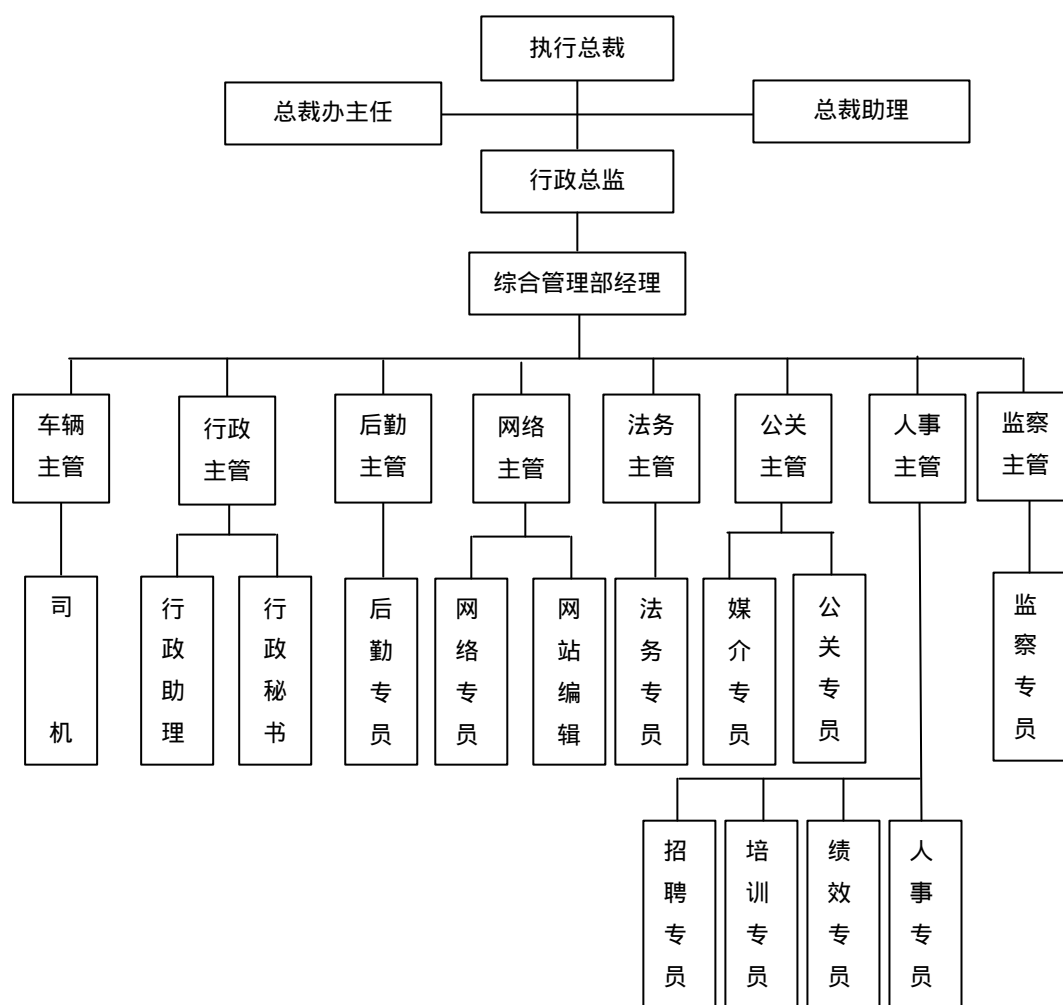 执行总裁
总裁办主任
总裁助理
行政总监
综合管理部经理
车辆
主管
行政
主管
后勤
主管
网络
主管
法务
主管
公关
主管
人事
主管
监察
主管
司机
行政助理
行政秘书
后勤专员
网络专员
网站编辑
法务专员
媒介专员
公关专员
监察专员
招聘专员
培训专员
绩效专员
人事专员